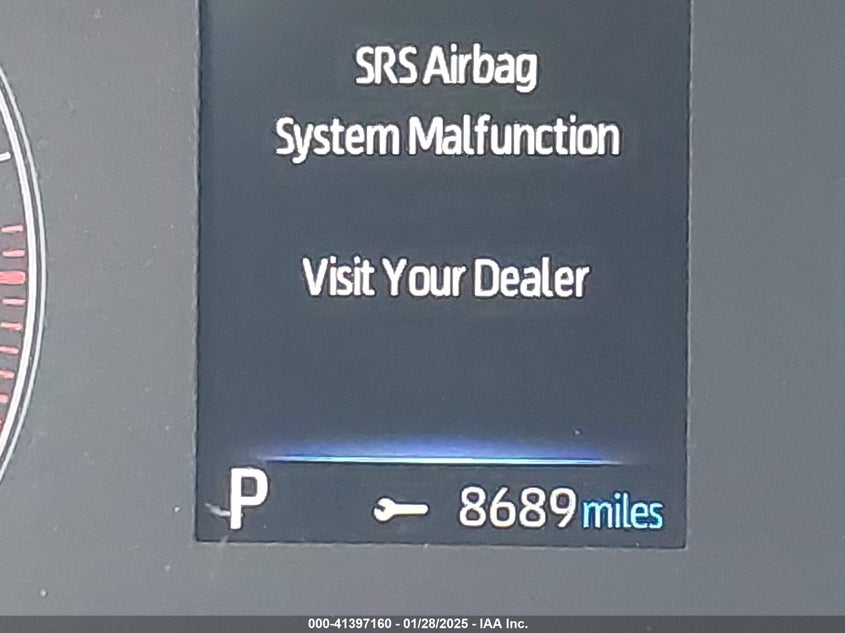 SRS Airbag
System Malfunction
Visit Your Dealer
P 8689 miles
000-41397160 - 01/28/2025 - IAA Inc.